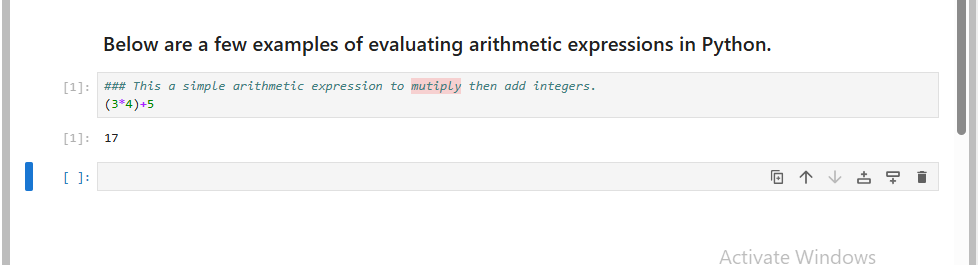 Below are a few examples of evaluating arithmetic expressions in Python.
[1]: ### This a simple arithmetic expression to mutiply then add integers.
(3*4)+5
[1]: 17
[ ]:
Activate Windows